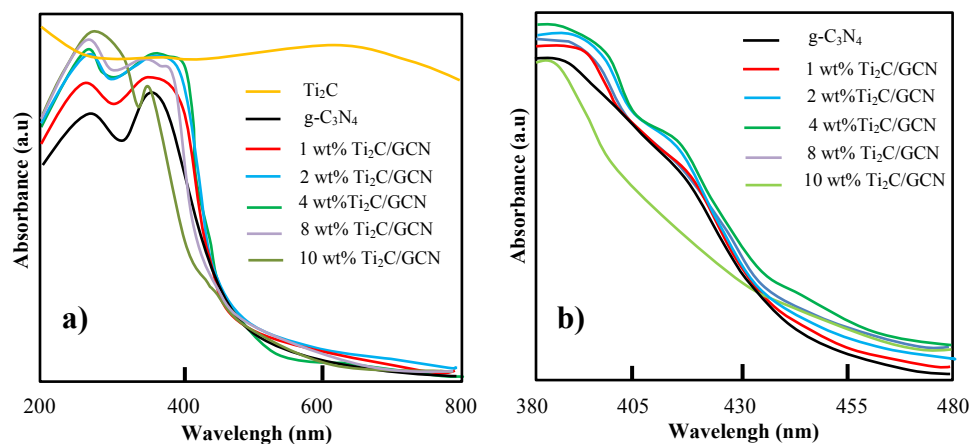 Absorbance (a.u)
Ti₂C
g-C₃N₄
1 wt% Ti₂C/GCN
2 wt% Ti₂C/GCN
4 wt%Ti₂C/GCN
8 wt% Ti₂C/GCN
10 wt% Ti₂C/GCN
a)
200 400 600 800
Wavelengh (nm)
Absorbance (a.u)
g-C₃N₄
1 wt% Ti₂C/GCN
2 wt%Ti₂C/GCN
4 wt%Ti₂C/GCN
8 wt% Ti₂C/GCN
10 wt% Ti₂C/GCN
b)
380 405 430 455 480
Wavelengh (nm)